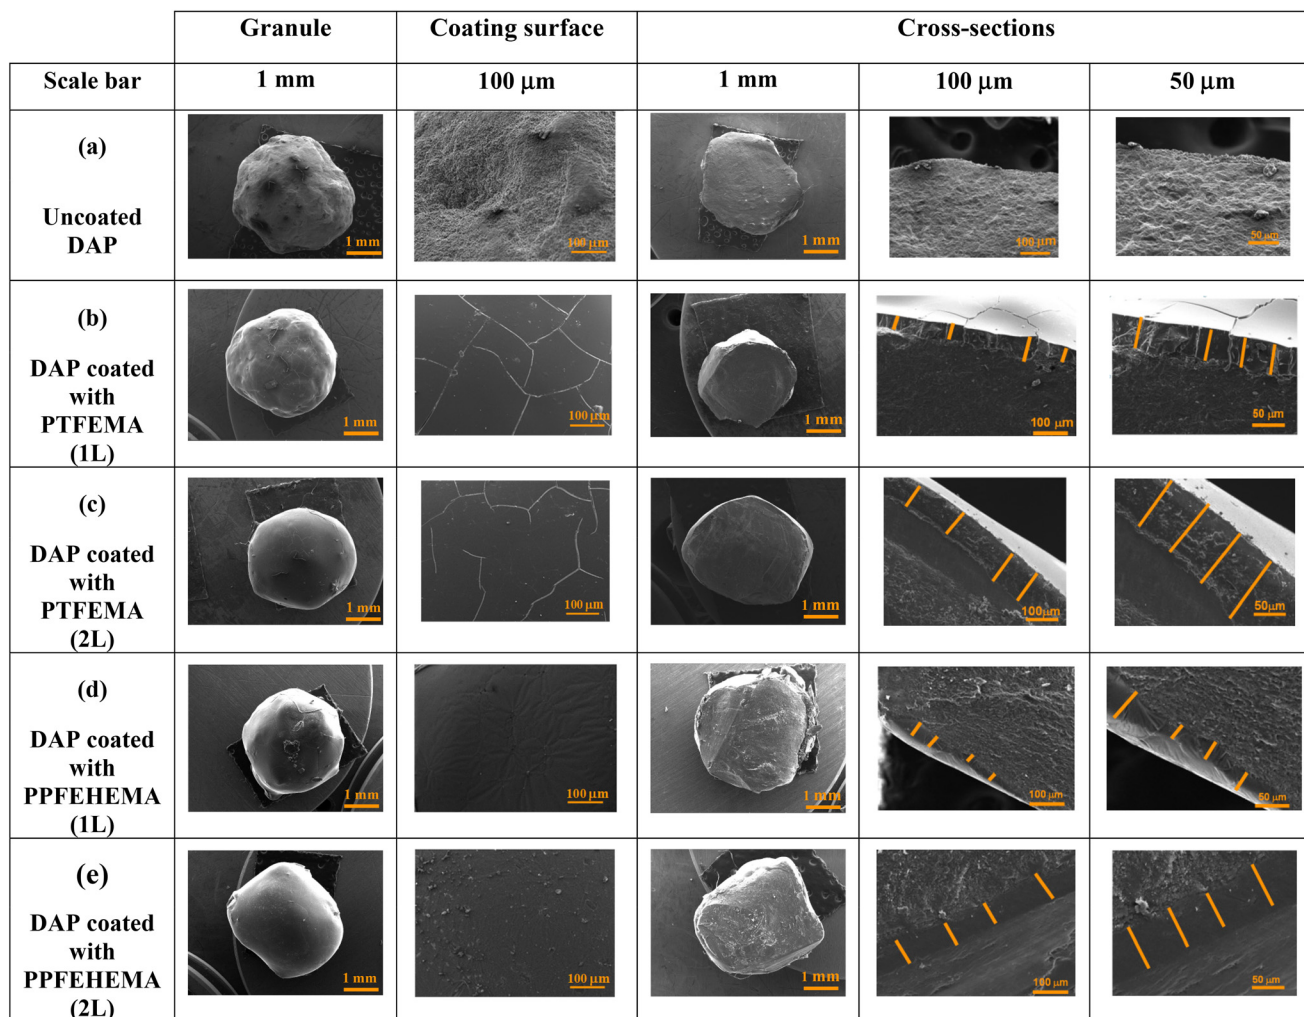 Granule Coating surface Cross-sections
Scale bar 1 mm 100 μm 1 mm 100 μm 50 μm
(a)
Uncoated
DAP
1 mm 100 μm 1 mm 100 μm 50 μm
(b)
DAP coated
with
PTFEMA
(1L)
1 mm 100 μm 1 mm 100 μm 50 μm
(c)
DAP coated
with
PTFEMA
(2L)
1 mm 100 μm 1 mm 100 μm 50 μm
(d)
DAP coated
with
PPFEHEMA
(1L)
1 mm 100 μm 1 mm 100 μm 50 μm
(e)
DAP coated
with
PPFEHEMA
(2L)
1 mm 100 μm 1 mm 100 μm 50 μm